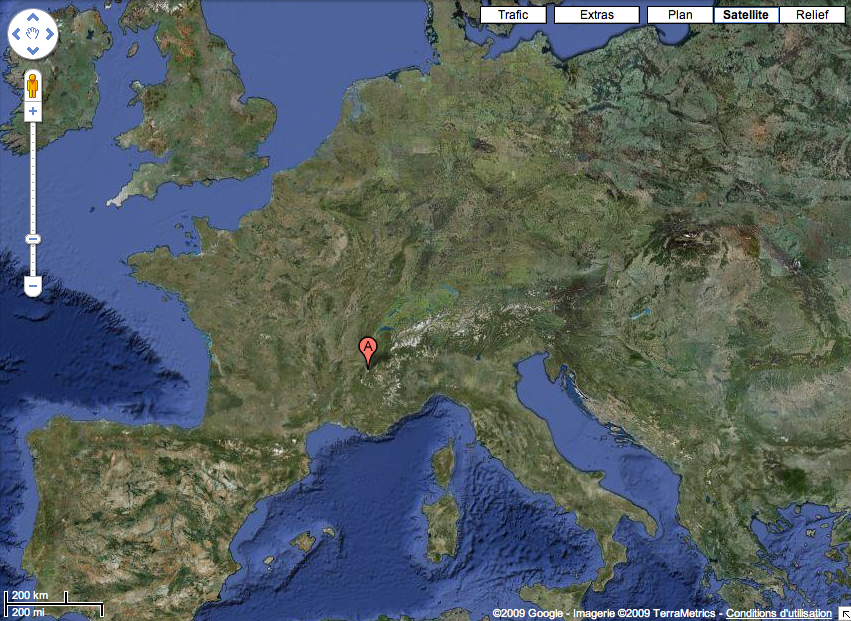 Trafic
Extras
Plan
Satellite
Relief
A
200 km
200 mi
©2009 Google - Imagerie ©2009 TerraMetrics - Conditions d'utilisation